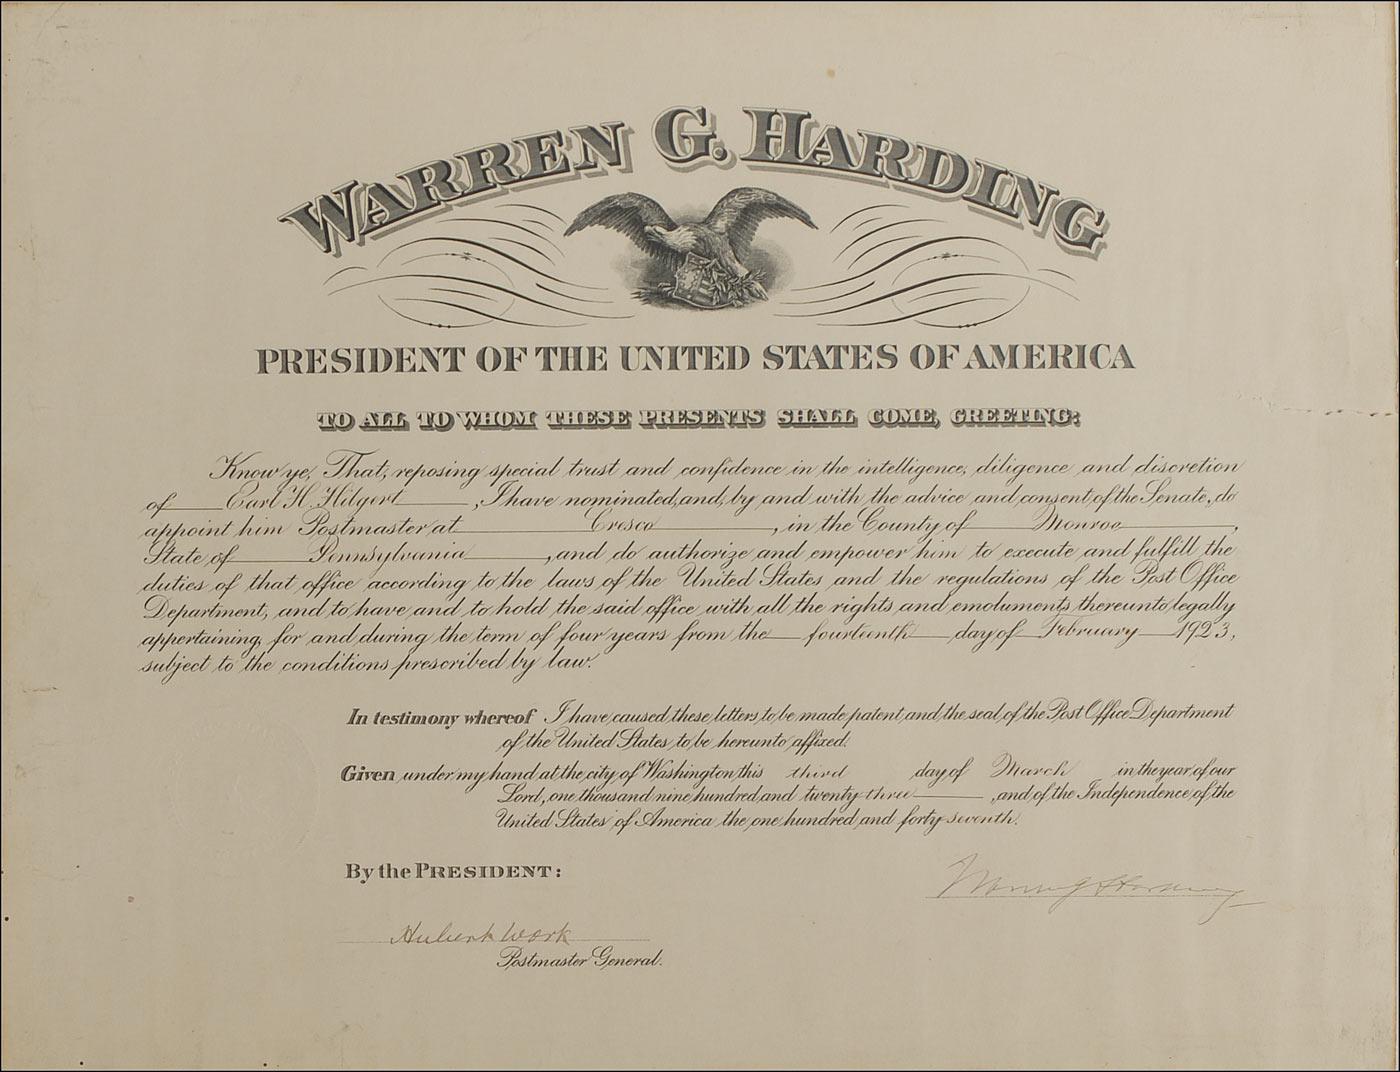 WARREN G. HARDING
PRESIDENT OF THE UNITED STATES OF AMERICA
TO ALL TO WHOM THESE PRESENTS SHALL COME, GREETING:
Know ye, That, reposing special trust and confidence in the intelligence, diligence and discretion
of Earl H. Hilgert, I have nominated, and, by and with the advice and consent of the Senate, do
appoint him Postmaster at Cresco, in the County of Monroe,
State of Pennsylvania, and do authorize and empower him to execute and fulfill the
duties of that office according to the laws of the United States and the regulations of the Post Office
Department, and to have and to hold the said office with all the rights and emoluments thereunto legally
appertaining, for and during the term of four years from the fourteenth day of February 1923,
subject to the conditions prescribed by law.
In testimony whereof I have caused these letters to be made patent and the seal of the Post Office Department
of the United States to be hereunto affixed.
Given under my hand at the city of Washington this third day of March in the year of our
Lord, one thousand nine hundred and twenty-three, and of the Independence of the
United States of America the one hundred and forty-seventh.
By the PRESIDENT:
Warren G Harding
Hubert Work
Postmaster General.